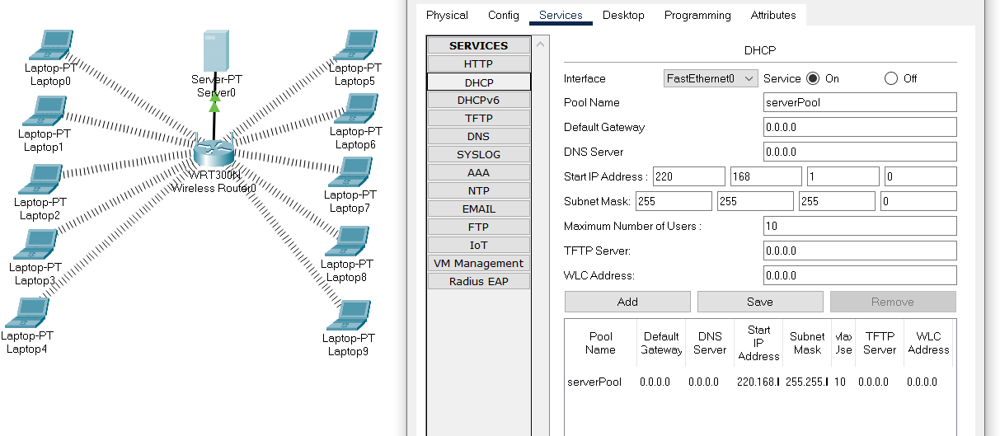 Laptop-PT
Laptop0
Laptop-PT
Laptop1
Laptop-PT
Laptop2
Laptop-PT
Laptop3
Laptop-PT
Laptop4
Server-PT
Server0
WRT300N
Wireless Router0
Laptop-PT
Laptop5
Laptop-PT
Laptop6
Laptop-PT
Laptop7
Laptop-PT
Laptop8
Laptop-PT
Laptop9
Physical Config Services Desktop Programming Attributes
SERVICES
HTTP
DHCP
DHCPv6
TFTP
DNS
SYSLOG
AAA
NTP
EMAIL
FTP
IoT
VM Management
Radius EAP
DHCP
Interface FastEthernet0 Service On Off
Pool Name serverPool
Default Gateway 0.0.0.0
DNS Server 0.0.0.0
Start IP Address : 220 168 1 0
Subnet Mask: 255 255 255 0
Maximum Number of Users : 10
TFTP Server: 0.0.0.0
WLC Address: 0.0.0.0
Add Save Remove
Pool Name Default Gateway DNS Server Start IP Address Subnet Mask TFTP Server WLC Address
serverPool 0.0.0.0 0.0.0.0 220.168. 255.255. 10 0.0.0.0 0.0.0.0